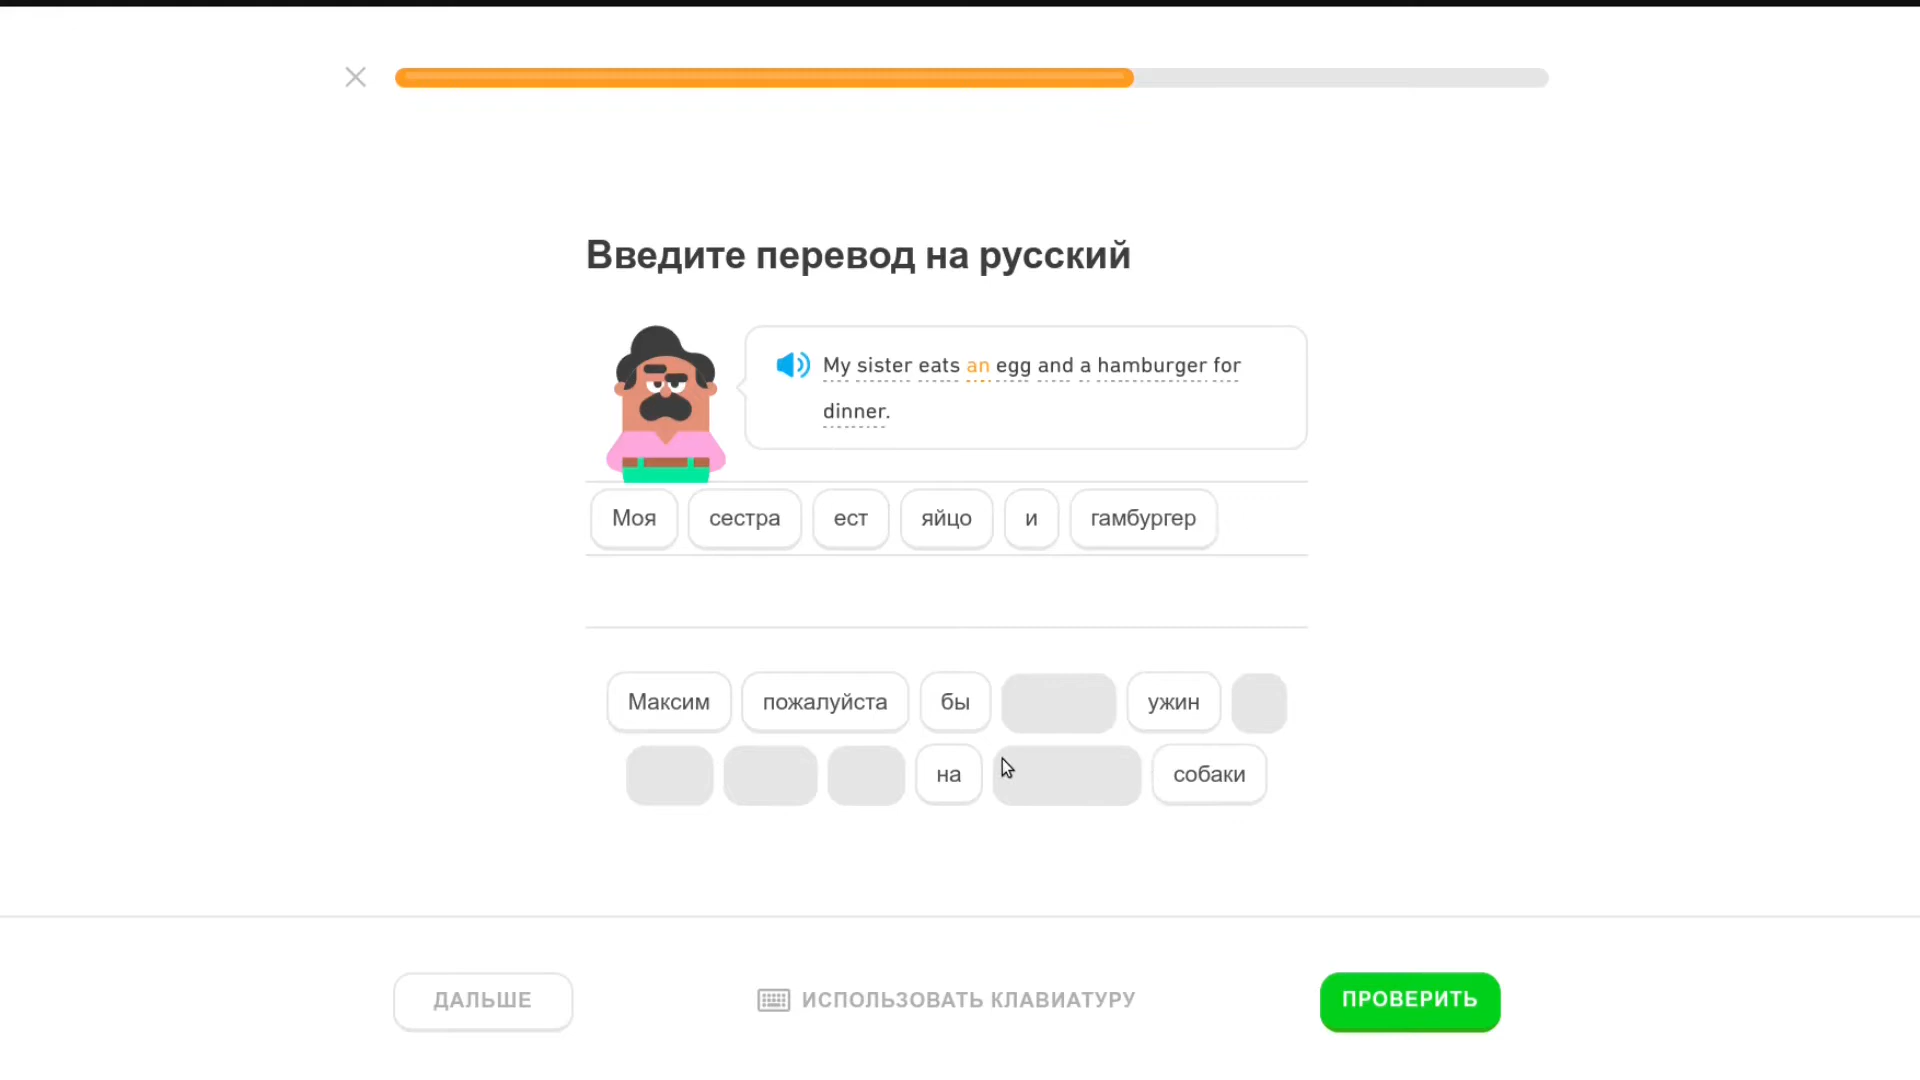 Введите перевод на русский
My sister eats an egg and a hamburger for
dinner.
Моя сестра ест яйцо и гамбургер
Максим пожалуйста бы ужин
на собаки
ДАЛЬШЕ ИСПОЛЬЗОВАТЬ КЛАВИАТУРУ ПРОВЕРИТЬ